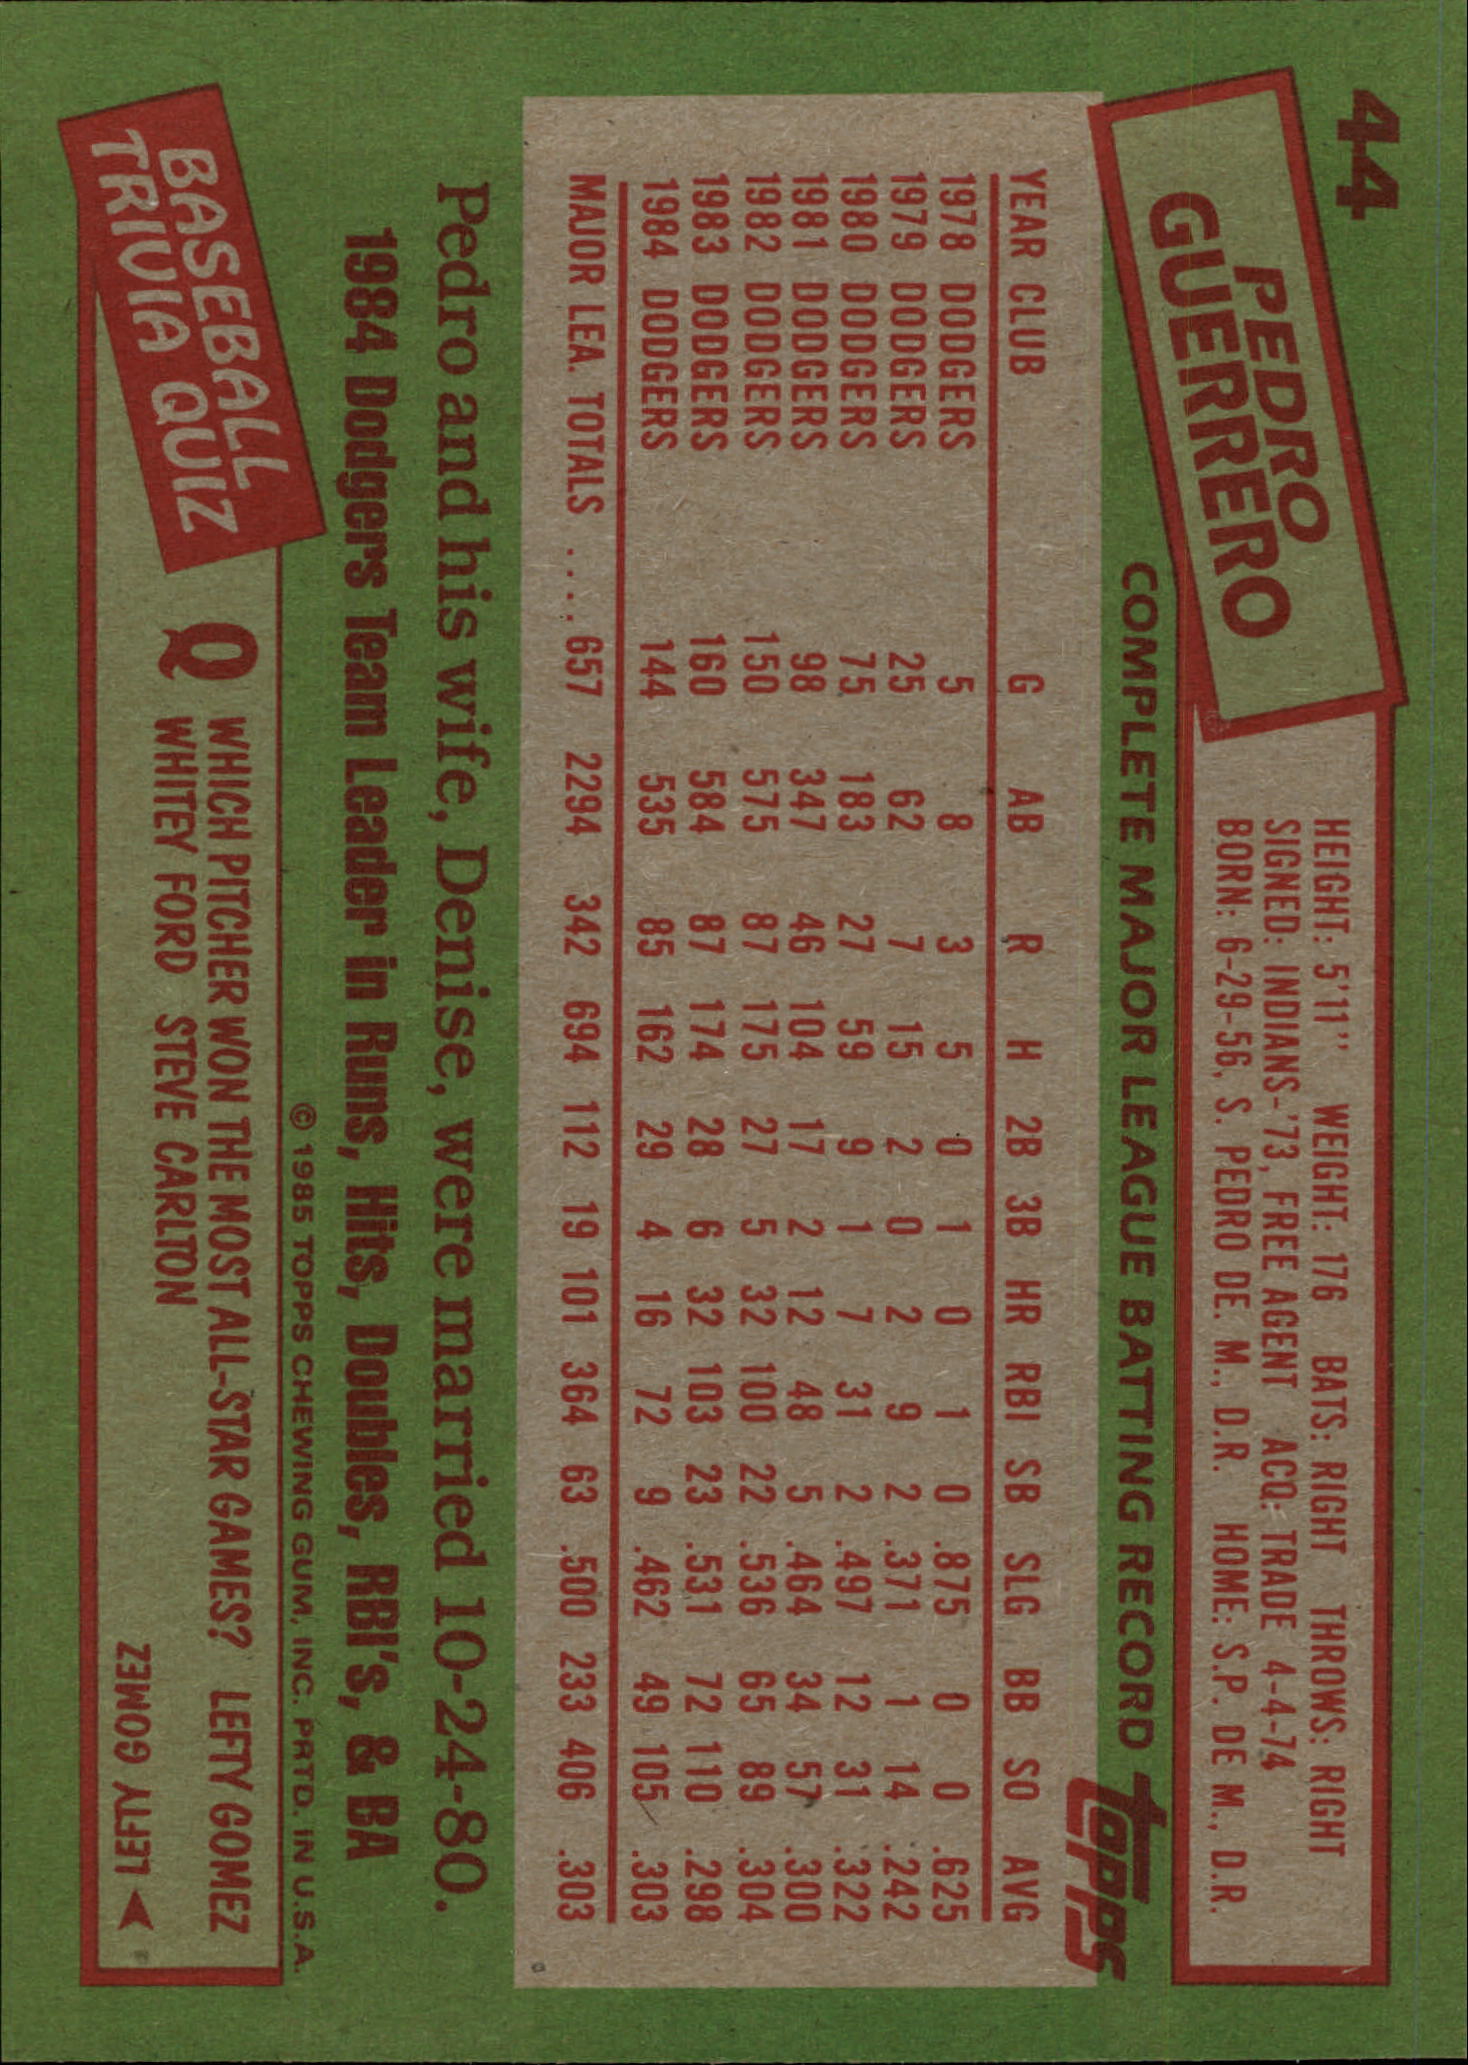 44
PEDRO
GUERRERO
HEIGHT: 5'11" WEIGHT: 176 BATS: RIGHT THROWS: RIGHT
SIGNED: INDIANS-'73, FREE AGENT ACQ: TRADE 4-4-74
BORN: 6-29-56, S. PEDRO DE. M., D.R. HOME: S.P. DE M., D.R.
COMPLETE MAJOR LEAGUE BATTING RECORD topps
YEAR CLUB G AB R H 2B 3B HR RBI SB SLG BB SO AVG
1978 DODGERS 5 8 3 5 0 1 0 1 0 .875 0 0 .625
1979 DODGERS 25 62 7 15 2 0 2 9 2 .371 1 14 .242
1980 DODGERS 75 183 27 59 9 1 7 31 2 .497 12 31 .322
1981 DODGERS 98 347 46 104 17 2 12 48 5 .464 34 57 .300
1982 DODGERS 150 575 87 175 27 5 32 100 22 .536 65 89 .304
1983 DODGERS 160 584 87 174 28 6 32 103 23 .531 72 110 .298
1984 DODGERS 144 535 85 162 29 4 16 72 9 .462 49 105 .303
MAJOR LEA. TOTALS .... 657 2294 342 694 112 19 101 364 63 .500 233 406 .303
Pedro and his wife, Denise, were married 10-24-80.
1984 Dodgers Team Leader in Runs, Hits, Doubles, RBI's, & BA
© 1985 TOPPS CHEWING GUM, INC. PRTD. IN U.S.A.
BASEBALL
TRIVIA QUIZ
Q WHICH PITCHER WON THE MOST ALL-STAR GAMES? LEFTY GOMEZ
WHITEY FORD STEVE CARLTON
LEFTY GOMEZ